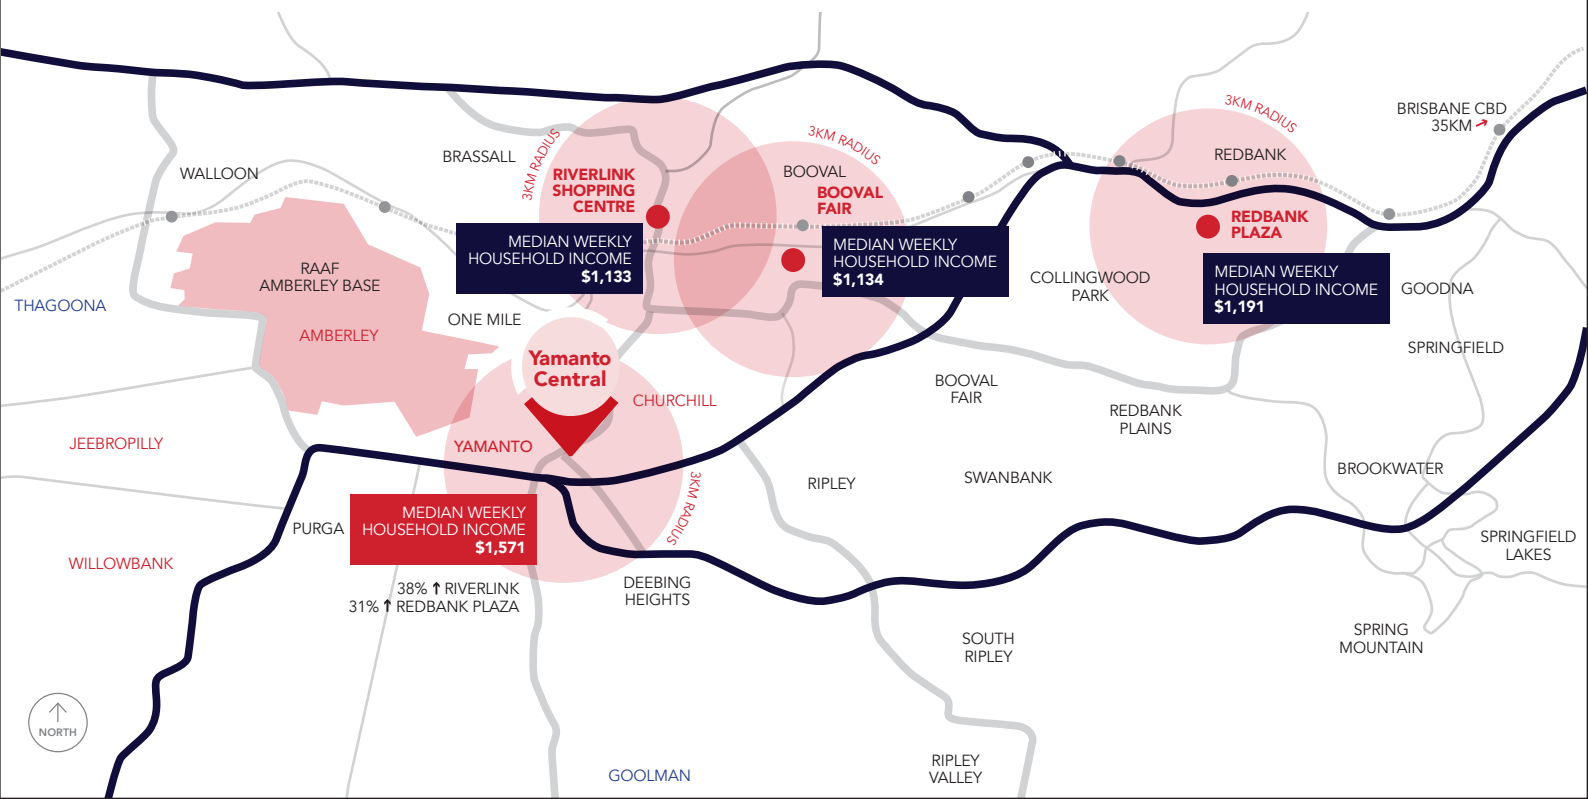 BRISBANE CBD
35KM
3KM RADIUS
3KM RADIUS
3KM RADIUS
BRASSALL
WALLOON
RIVERLINK
SHOPPING
CENTRE
BOOVAL
BOOVAL
FAIR
REDBANK
REDBANK
PLAZA
MEDIAN WEEKLY
HOUSEHOLD INCOME
$1,133
MEDIAN WEEKLY
HOUSEHOLD INCOME
$1,134
MEDIAN WEEKLY
HOUSEHOLD INCOME
$1,191
RAAF
AMBERLEY BASE
COLLINGWOOD
PARK
GOODNA
THAGOONA
AMBERLEY
ONE MILE
SPRINGFIELD
Yamanto
Central
CHURCHILL
BOOVAL
FAIR
REDBANK
PLAINS
JEEBROPILLY
YAMANTO
BROOKWATER
RIPLEY
SWANBANK
3KM RADIUS
MEDIAN WEEKLY
HOUSEHOLD INCOME
$1,571
PURGA
SPRINGFIELD
LAKES
WILLOWBANK
38% ↑ RIVERLINK
31% ↑ REDBANK PLAZA
DEEBING
HEIGHTS
SOUTH
RIPLEY
SPRING
MOUNTAIN
NORTH
GOOLMAN
RIPLEY
VALLEY